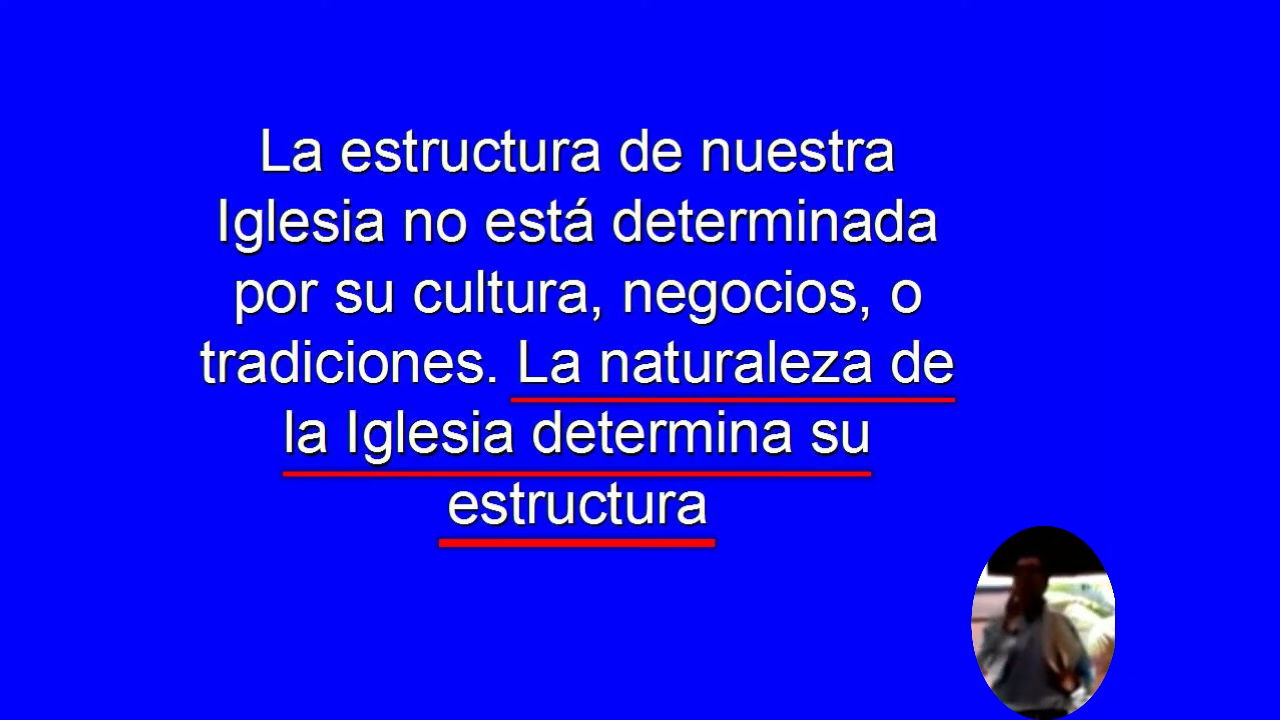 La estructura de nuestra
Iglesia no está determinada
por su cultura, negocios, o
tradiciones. La naturaleza de
la Iglesia determina su
estructura